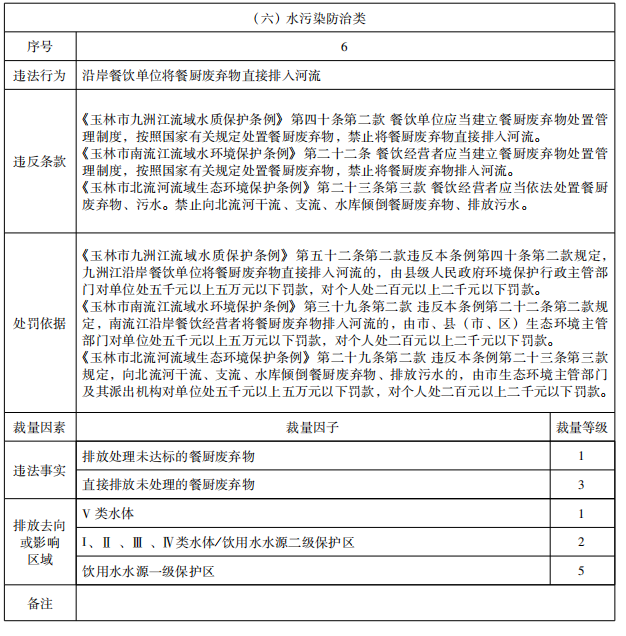 （六）水污染防治类
序号
6
违法行为
沿岸餐饮单位将餐厨废弃物直接排入河流
违反条款
《玉林市九洲江流域水质保护条例》第四十条第二款 餐饮单位应当建立餐厨废弃物处置管
理制度，按照国家有关规定处置餐厨废弃物，禁止将餐厨废弃物直接排入河流。
《玉林市南流江流域水环境保护条例》第二十二条 餐饮经营者应当建立餐厨废弃物处置管
理制度，按照国家有关规定处置餐厨废弃物，禁止将餐厨废弃物排入河流。
《玉林市北流河流域生态环境保护条例》第二十三条第三款 餐饮经营者应当依法处置餐厨
废弃物、污水。禁止向北流河干流、支流、水库倾倒餐厨废弃物、排放污水。
处罚依据
《玉林市九洲江流域水质保护条例》第五十二条第二款违反本条例第四十条第二款规定，
九洲江沿岸餐饮单位将餐厨废弃物直接排入河流的，由县级人民政府环境保护行政主管部
门对单位处五千元以上五万元以下罚款，对个人处二百元以上二千元以下罚款。
《玉林市南流江流域水环境保护条例》第三十九条第二款 违反本条例第二十二条第二款规
定，南流江沿岸餐饮经营者将餐厨废弃物排入河流的，由市、县（市、区）生态环境主管
部门对单位处五千元以上五万元以下罚款，对个人处二百元以上二千元以下罚款。
《玉林市北流河流域生态环境保护条例》第二十九条第二款 违反本条例第二十三条第三款
规定，向北流河干流、支流、水库倾倒餐厨废弃物、排放污水的，由市生态环境主管部门
及其派出机构对单位处五千元以上五万元以下罚款，对个人处二百元以上二千元以下罚款。
裁量因素
裁量因子
裁量等级
违法事实
排放处理未达标的餐厨废弃物
1
直接排放未处理的餐厨废弃物
3
排放去向
或影响
区域
V 类水体
1
I、Ⅱ 、Ⅲ 、Ⅳ类水体/饮用水水源二级保护区
2
饮用水水源一级保护区
5
备注